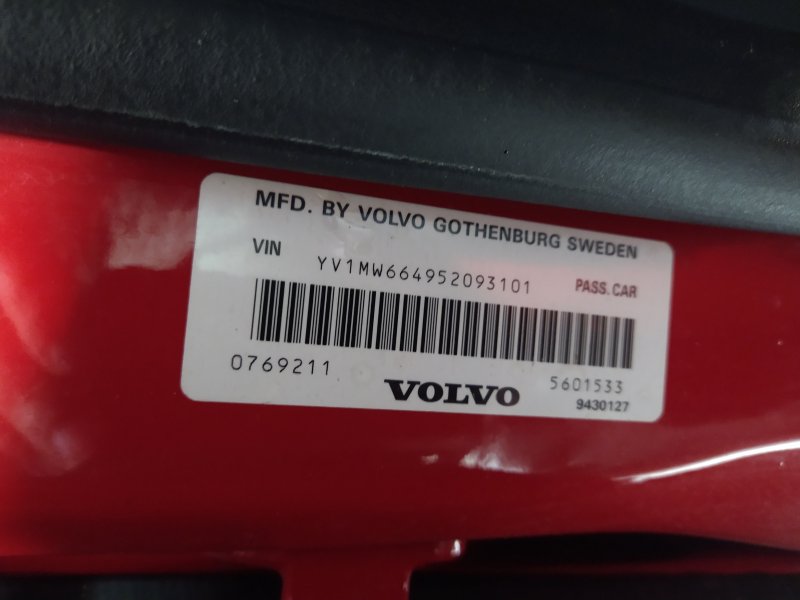 MFD. BY VOLVO GOTHENBURG SWEDEN
VIN YV1MW664952093101 PASS. CAR
0769211 VOLVO 5601533
9430127